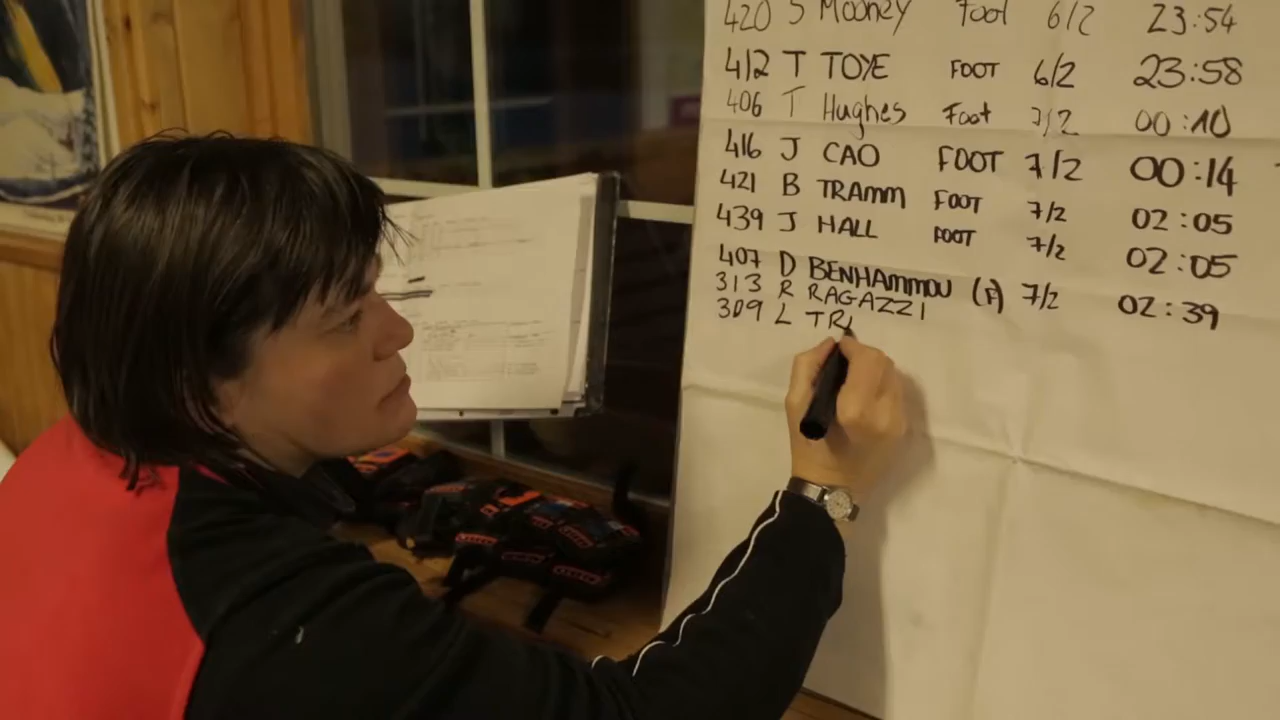 420 S Mooney Foot 6/2 23:54
412 T TOYE FOOT 6/2 23:58
406 T Hughes Foot 7/2 00:10
416 J CAO FOOT 7/2 00:14
421 B TRAMM FOOT 7/2 02:05
439 J HALL FOOT 7/2 02:05
407 D BENHAMMOU (F) 7/2 02:39
313 R RAGAZZI
309 L TRI